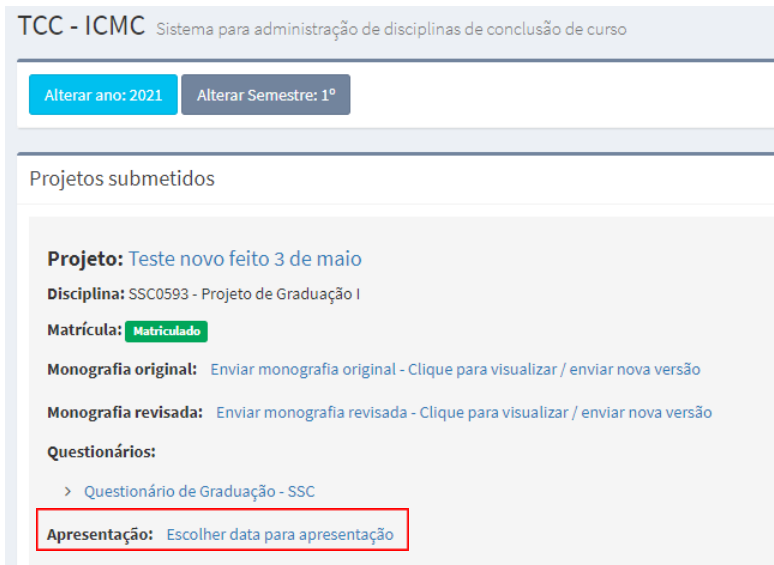 TCC - ICMC Sistema para administração de disciplinas de conclusão de curso
Alterar ano: 2021 Alterar Semestre: 1º
Projetos submetidos
Projeto: Teste novo feito 3 de maio
Disciplina: SSC0593 - Projeto de Graduação I
Matrícula: Matriculado
Monografia original: Enviar monografia original - Clique para visualizar / enviar nova versão
Monografia revisada: Enviar monografia revisada - Clique para visualizar / enviar nova versão
Questionários:
> Questionário de Graduação - SSC
Apresentação: Escolher data para apresentação